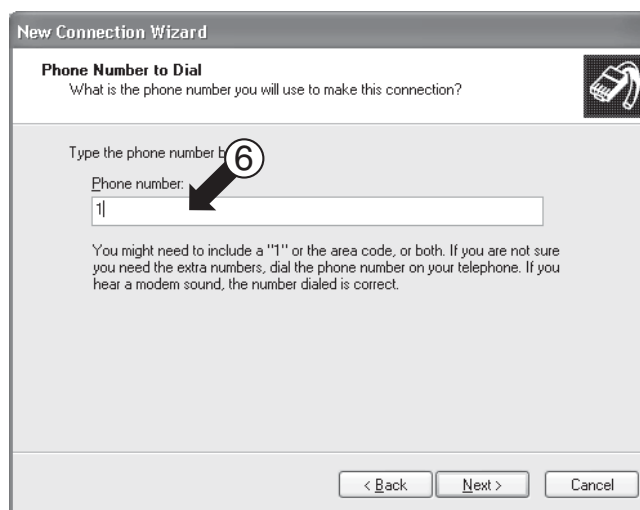 New Connection Wizard
Phone Number to Dial
What is the phone number you will use to make this connection?
Type the phone number b
6
Phone number:
1
You might need to include a "1" or the area code, or both. If you are not sure
you need the extra numbers, dial the phone number on your telephone. If you
hear a modem sound, the number dialed is correct.
< Back
Next >
Cancel